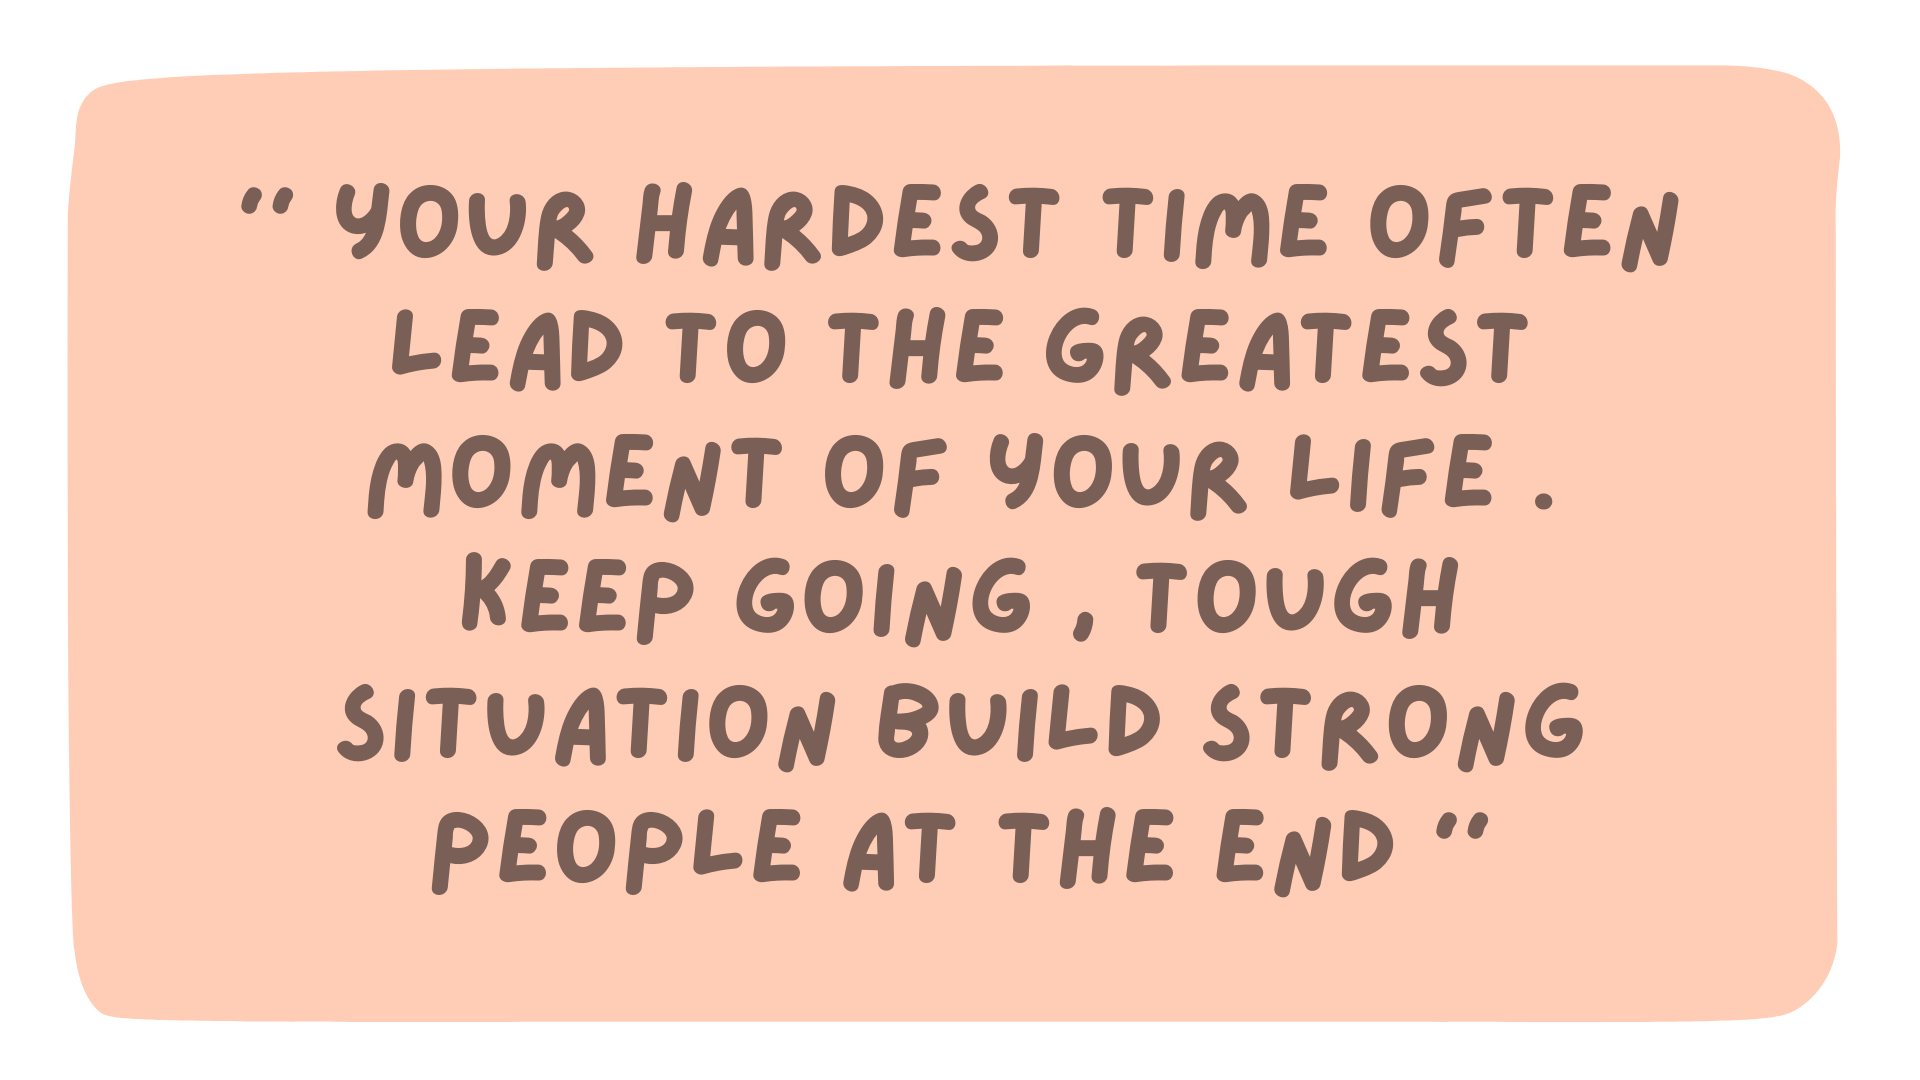 " YOUR HARDEST TIME OFTEN
LEAD TO THE GREATEST
MOMENT OF YOUR LIFE .
KEEP GOING , TOUGH
SITUATION BUILD STRONG
PEOPLE AT THE END "